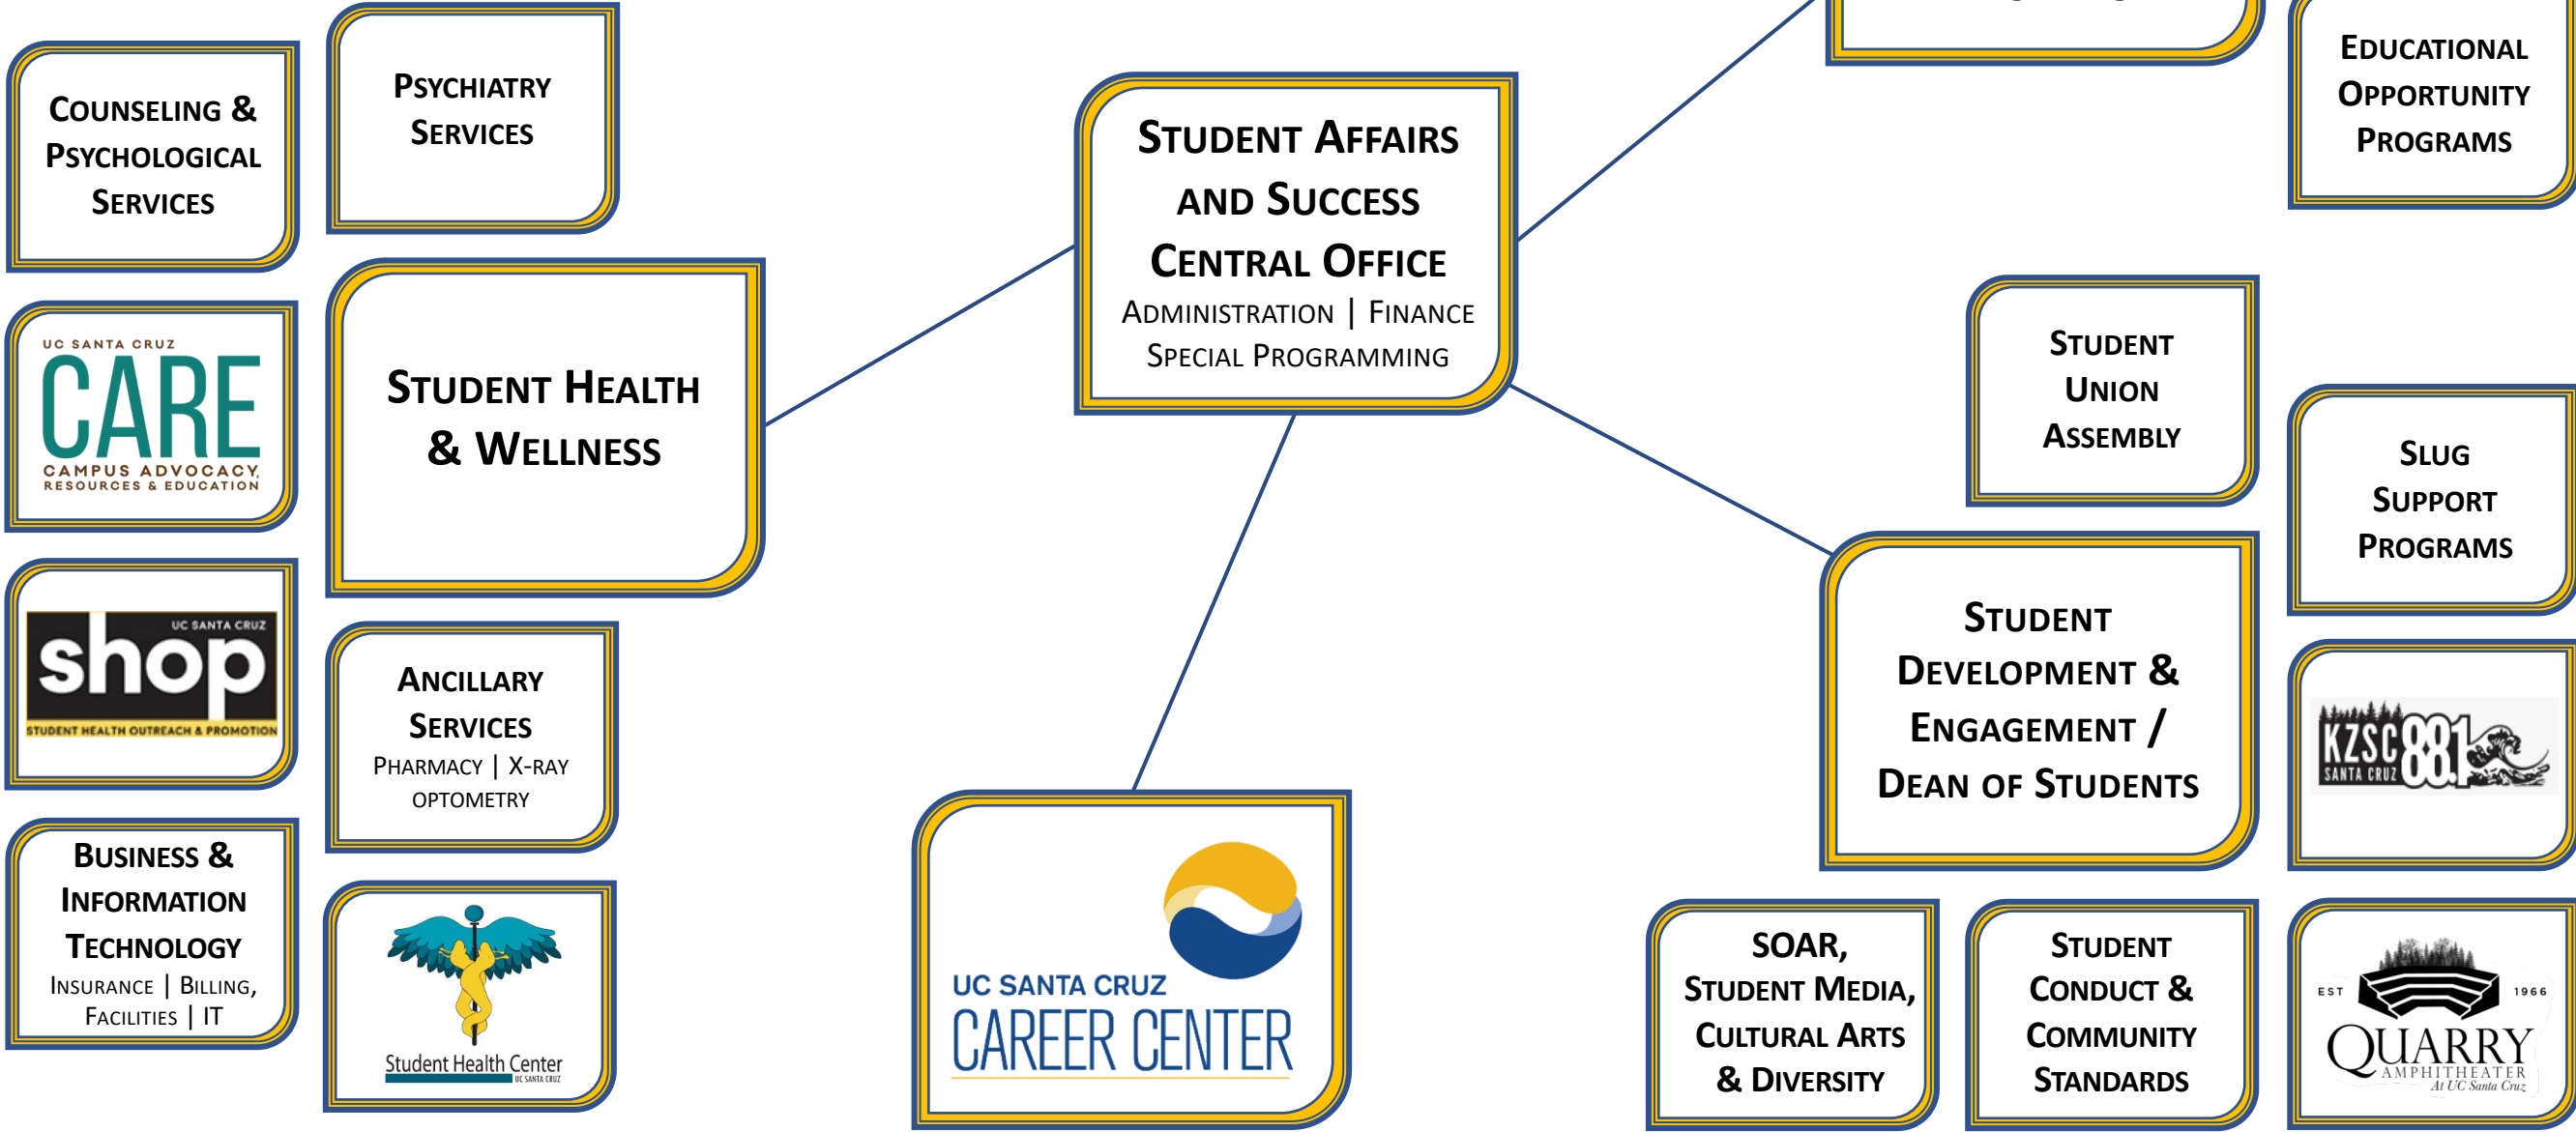 COUNSELING &
PSYCHOLOGICAL
SERVICES
PSYCHIATRY
SERVICES
UC SANTA CRUZ
CARE
CAMPUS ADVOCACY,
RESOURCES & EDUCATION
STUDENT HEALTH
& WELLNESS
UC SANTA CRUZ
shop
STUDENT HEALTH OUTREACH & PROMOTION
ANCILLARY
SERVICES
PHARMACY | X-RAY
OPTOMETRY
BUSINESS &
INFORMATION
TECHNOLOGY
INSURANCE | BILLING,
FACILITIES | IT
Student Health Center
UC SANTA CRUZ
STUDENT AFFAIRS
AND SUCCESS
CENTRAL OFFICE
ADMINISTRATION | FINANCE
SPECIAL PROGRAMMING
UC SANTA CRUZ
CAREER CENTER
EDUCATIONAL
OPPORTUNITY
PROGRAMS
STUDENT
UNION
ASSEMBLY
SLUG
SUPPORT
PROGRAMS
STUDENT
DEVELOPMENT &
ENGAGEMENT /
DEAN OF STUDENTS
KZSC 88.1
SANTA CRUZ
SOAR,
STUDENT MEDIA,
CULTURAL ARTS
& DIVERSITY
STUDENT
CONDUCT &
COMMUNITY
STANDARDS
EST 1966
QUARRY
AMPHITHEATER
At UC Santa Cruz